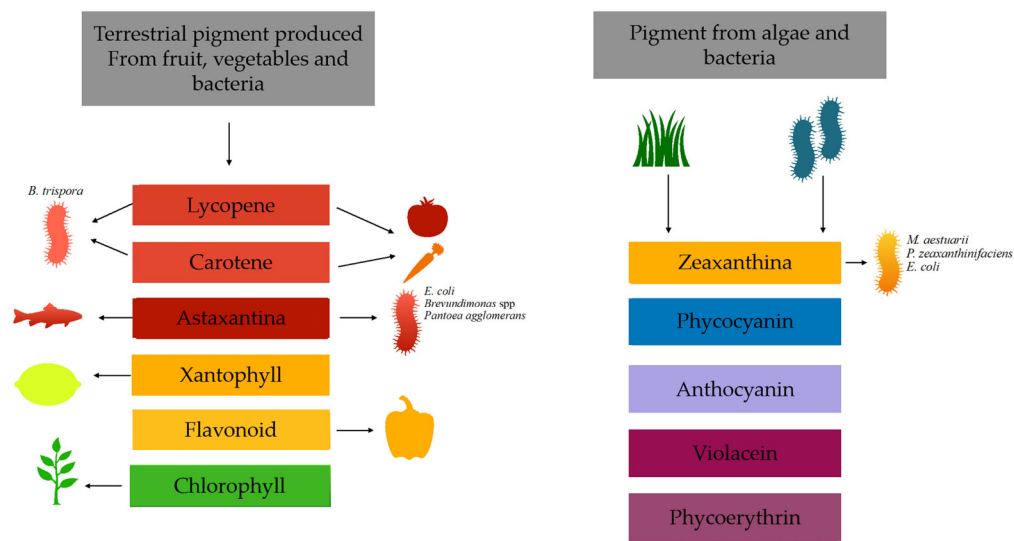 Terrestrial pigment produced
From fruit, vegetables and
bacteria
B. trispora
Lycopene
Carotene
Astaxantina
E. coli
Brevundimonas spp
Pantoea agglomerans
Xantophyll
Flavonoid
Chlorophyll
Pigment from algae and
bacteria
Zeaxanthina
M. aestuarii
P. zeaxanthinifaciens
E. coli
Phycocyanin
Anthocyanin
Violacein
Phycoerythrin